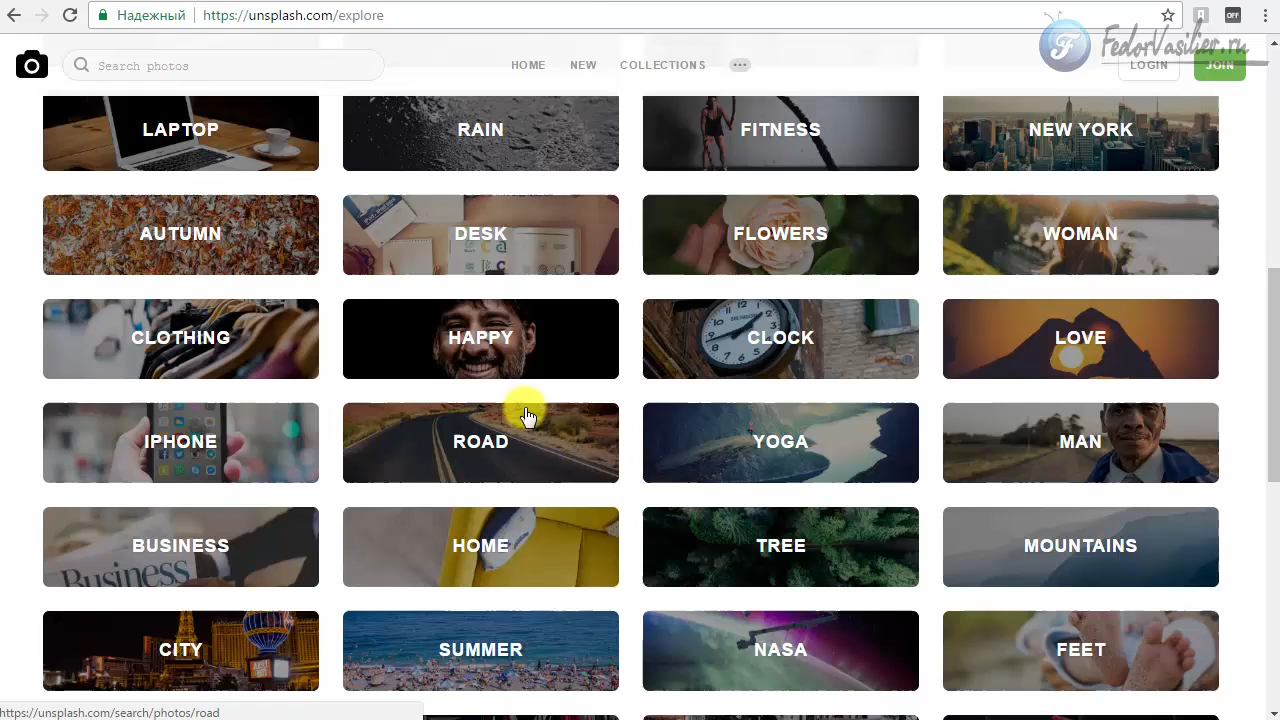 Надежный
https://unsplash.com/explore
OFF
FedorVasilier.ru
Search photos
HOME
NEW
COLLECTIONS
LOGIN
JOIN
LAPTOP
RAIN
FITNESS
NEW YORK
AUTUMN
DESK
FLOWERS
WOMAN
CLOTHING
HAPPY
CLOCK
LOVE
IPHONE
ROAD
YOGA
MAN
BUSINESS
Business
HOME
TREE
MOUNTAINS
CITY
SUMMER
NASA
FEET
https://unsplash.com/search/photos/road